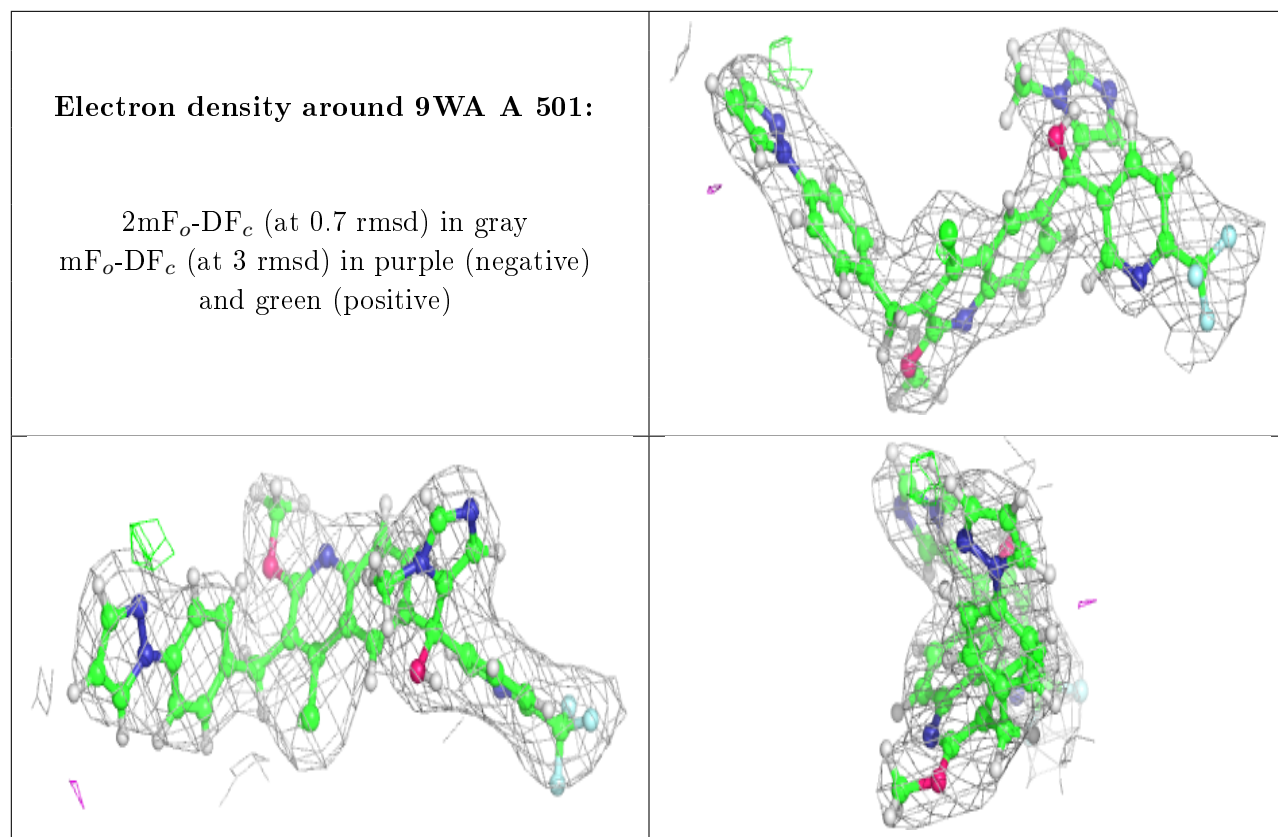 Electron density around 9WA A 501:
2mFₒ-DF𝒸 (at 0.7 rmsd) in gray
mFₒ-DF𝒸 (at 3 rmsd) in purple (negative)
and green (positive)